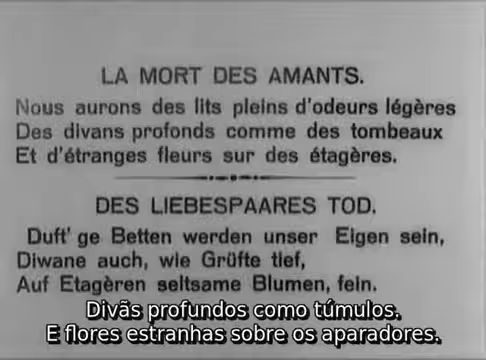 LA MORT DES AMANTS.
Nous aurons des lits pleins d'odeurs légères
Des divans profonds comme des tombeaux
Et d'étranges fleurs sur des étagères.
DES LIEBESPAARES TOD.
Duft' ge Betten werden unser Eigen sein,
Diwane auch, wie Grüfte tief,
Auf Etagèren seltsame Blumen, fein.
Divãs profundos como túmulos.
E flores estranhas sobre os aparadores.